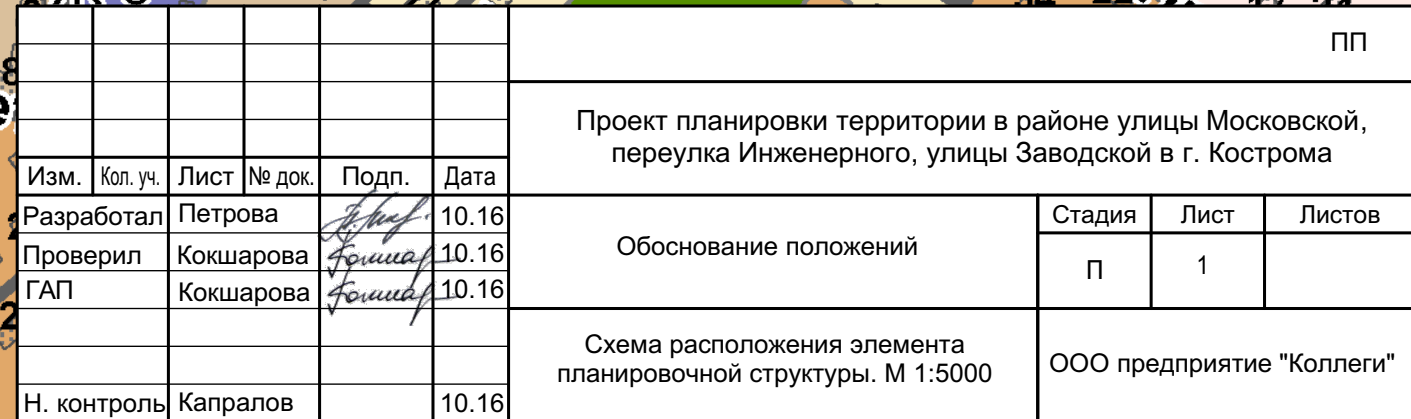 ПП
Проект планировки территории в районе улицы Московской,
переулка Инженерного, улицы Заводской в г. Кострома
Изм. Кол. уч. Лист № док. Подп. Дата
Разработал Петрова 10.16
Проверил Кокшарова 10.16
ГАП Кокшарова 10.16
Н. контроль Капралов 10.16
Обоснование положений
Стадия Лист Листов
П 1
Схема расположения элемента
планировочной структуры. М 1:5000
ООО предприятие "Коллеги"